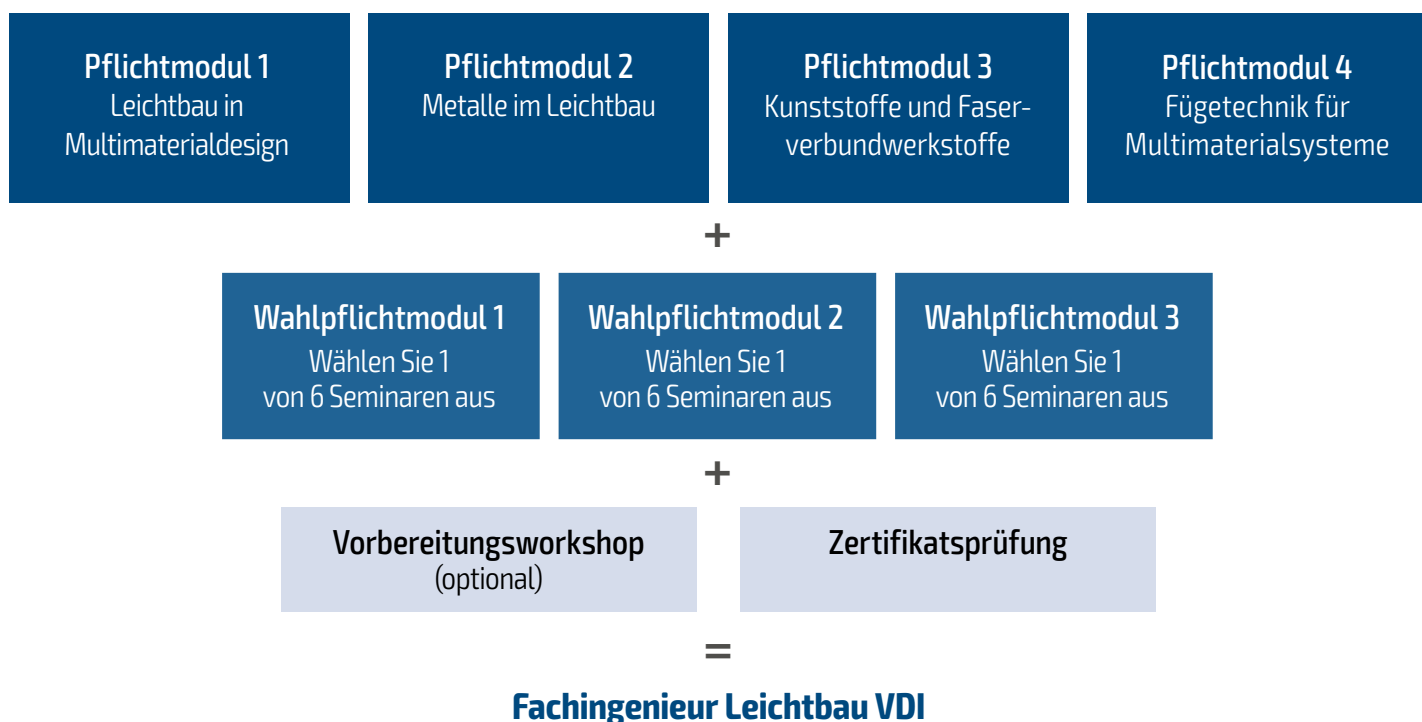 Pflichtmodul 1
Leichtbau in
Multimaterialdesign
Pflichtmodul 2
Metalle im Leichtbau
Pflichtmodul 3
Kunststoffe und Faser-
verbundwerkstoffe
Pflichtmodul 4
Fügetechnik für
Multimaterialsysteme
+
Wahlpflichtmodul 1
Wählen Sie 1
von 6 Seminaren aus
Wahlpflichtmodul 2
Wählen Sie 1
von 6 Seminaren aus
Wahlpflichtmodul 3
Wählen Sie 1
von 6 Seminaren aus
+
Vorbereitungsworkshop
(optional)
Zertifikatsprüfung
=
Fachingenieur Leichtbau VDI